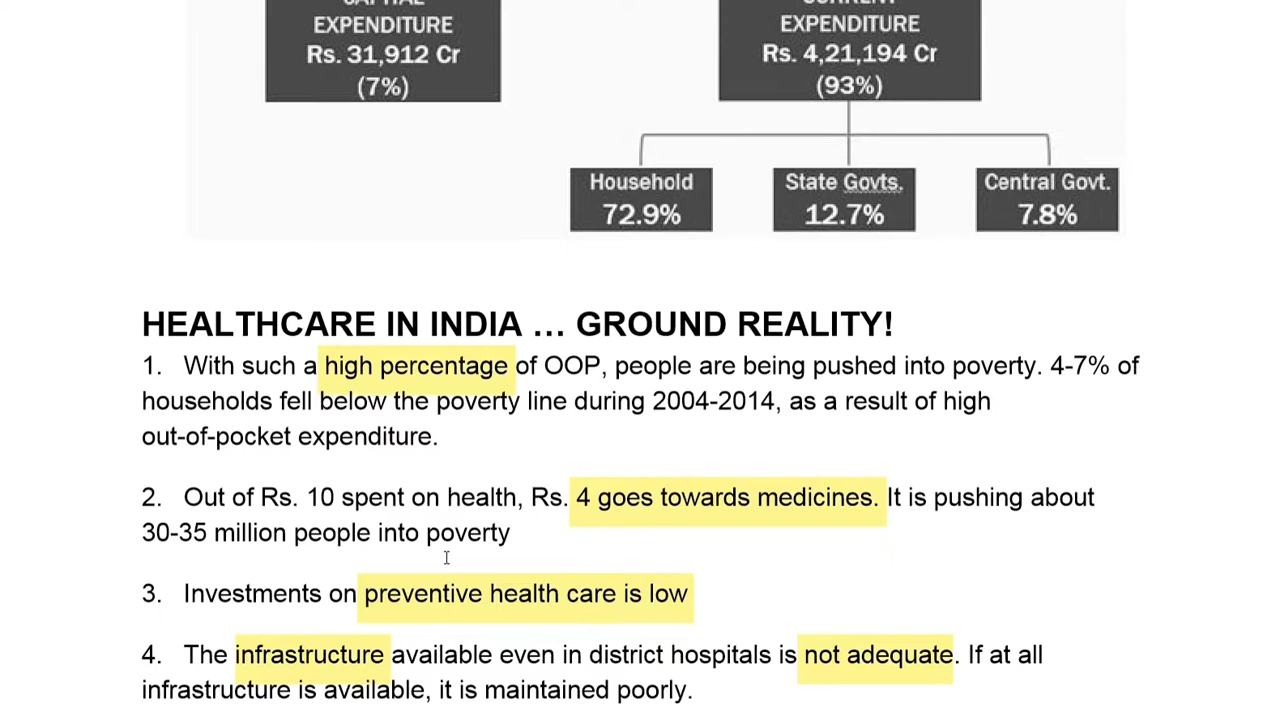 EXPENDITURE
Rs. 31,912 Cr
(7%)
EXPENDITURE
Rs. 4,21,194 Cr
(93%)
Household
72.9%
State Govts.
12.7%
Central Govt.
7.8%
HEALTHCARE IN INDIA … GROUND REALITY!
1. With such a high percentage of OOP, people are being pushed into poverty. 4-7% of
households fell below the poverty line during 2004-2014, as a result of high
out-of-pocket expenditure.
2. Out of Rs. 10 spent on health, Rs. 4 goes towards medicines. It is pushing about
30-35 million people into poverty
3. Investments on preventive health care is low
4. The infrastructure available even in district hospitals is not adequate. If at all
infrastructure is available, it is maintained poorly.